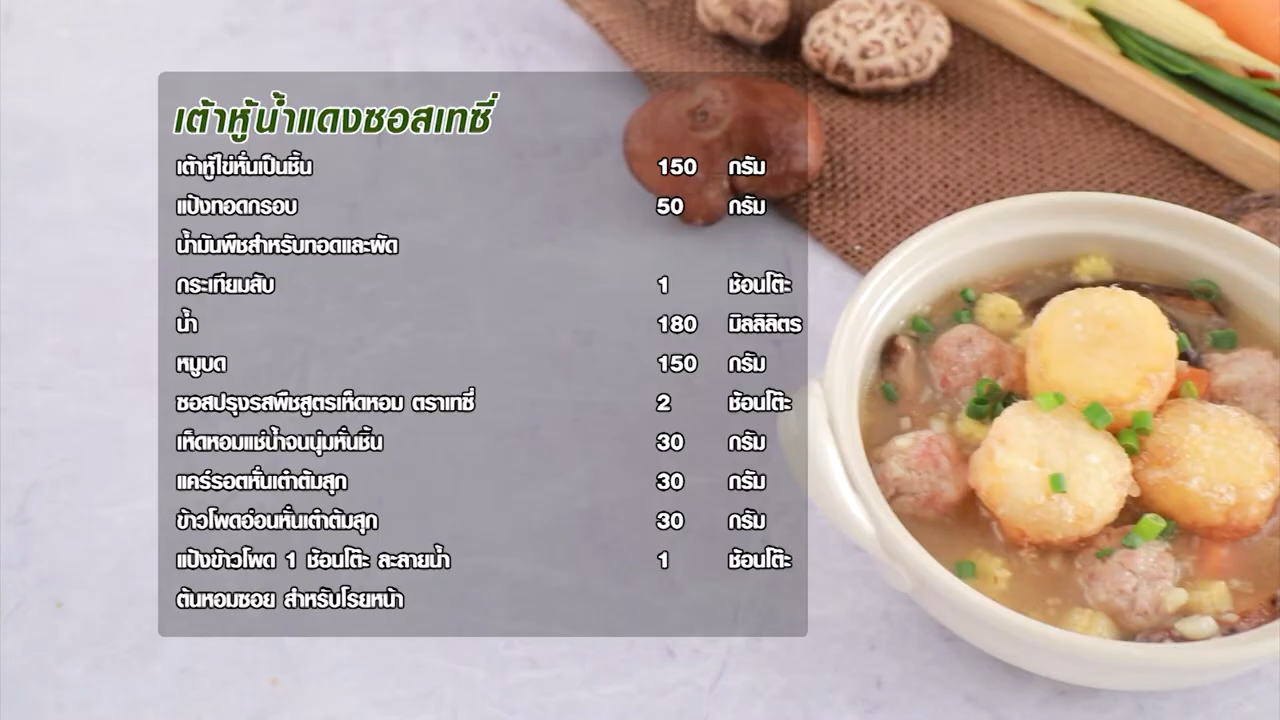 เต้าหู้น้ำแดงซอสเทซี่
เต้าหู้ไข่หั่นเป็นชิ้น 150 กรัม
แป้งทอดกรอบ 50 กรัม
น้ำมันพืชสำหรับทอดและผัด
กระเทียมสับ 1 ช้อนโต๊ะ
น้ำ 180 มิลลิลิตร
หมูบด 150 กรัม
ซอสปรุงรสพืชสูตรเห็ดหอม ตราเทซี่ 2 ช้อนโต๊ะ
เห็ดหอมแช่น้ำจนนุ่มหั่นชิ้น 30 กรัม
แคร์รอตหั่นเต๋าต้มสุก 30 กรัม
ข้าวโพดอ่อนหั่นเต๋าต้มสุก 30 กรัม
แป้งข้าวโพด 1 ช้อนโต๊ะ ละลายน้ำ 1 ช้อนโต๊ะ
ต้นหอมซอย สำหรับโรยหน้า